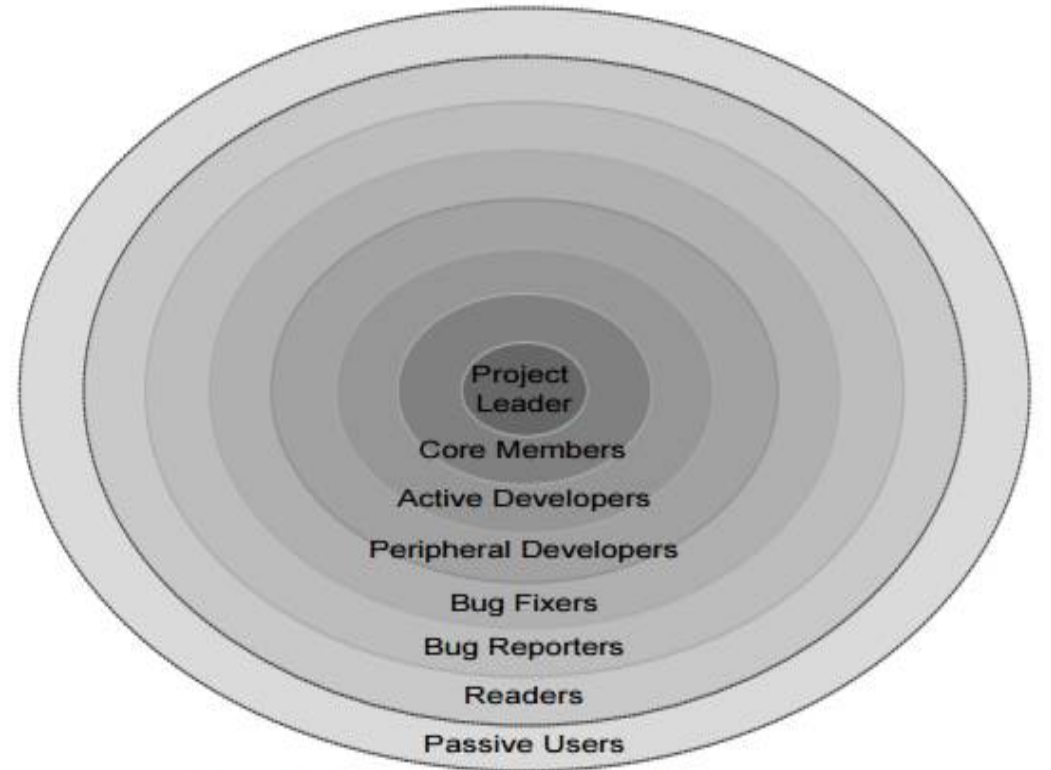 Project
Leader
Core Members
Active Developers
Peripheral Developers
Bug Fixers
Bug Reporters
Readers
Passive Users